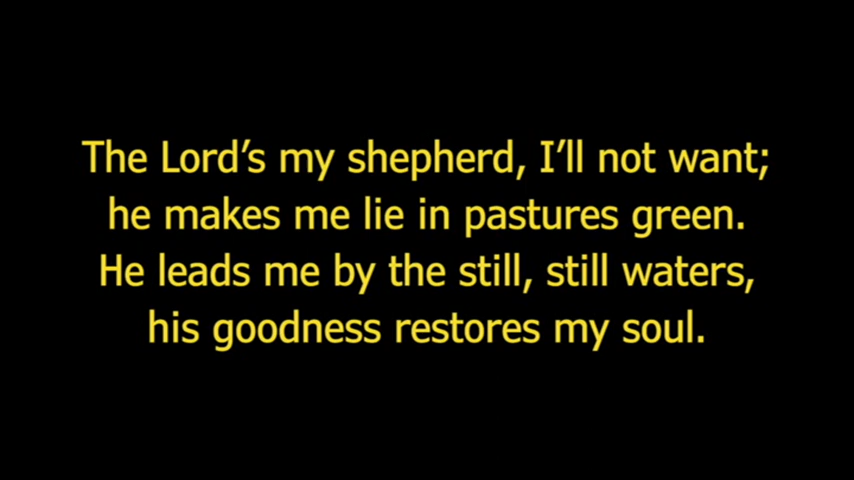 The Lord’s my shepherd, I’ll not want;
he makes me lie in pastures green.
He leads me by the still, still waters,
his goodness restores my soul.